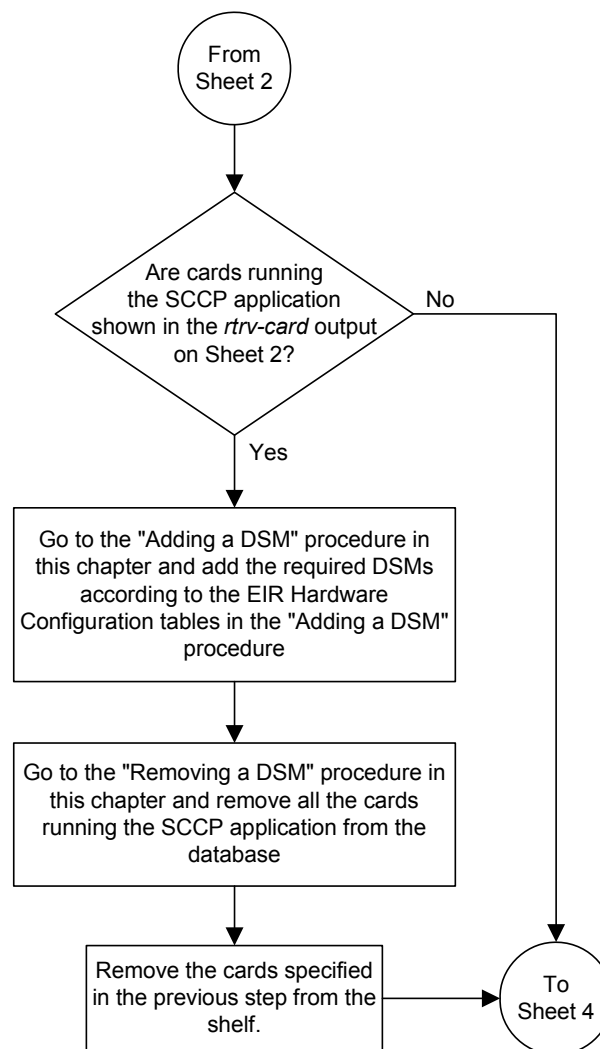 From
Sheet 2
Are cards running
the SCCP application
shown in the rtrv-card output
on Sheet 2?
No
Yes
Go to the "Adding a DSM" procedure in
this chapter and add the required DSMs
according to the EIR Hardware
Configuration tables in the "Adding a DSM"
procedure
Go to the "Removing a DSM" procedure in
this chapter and remove all the cards
running the SCCP application from the
database
Remove the cards specified
in the previous step from the
shelf.
To
Sheet 4